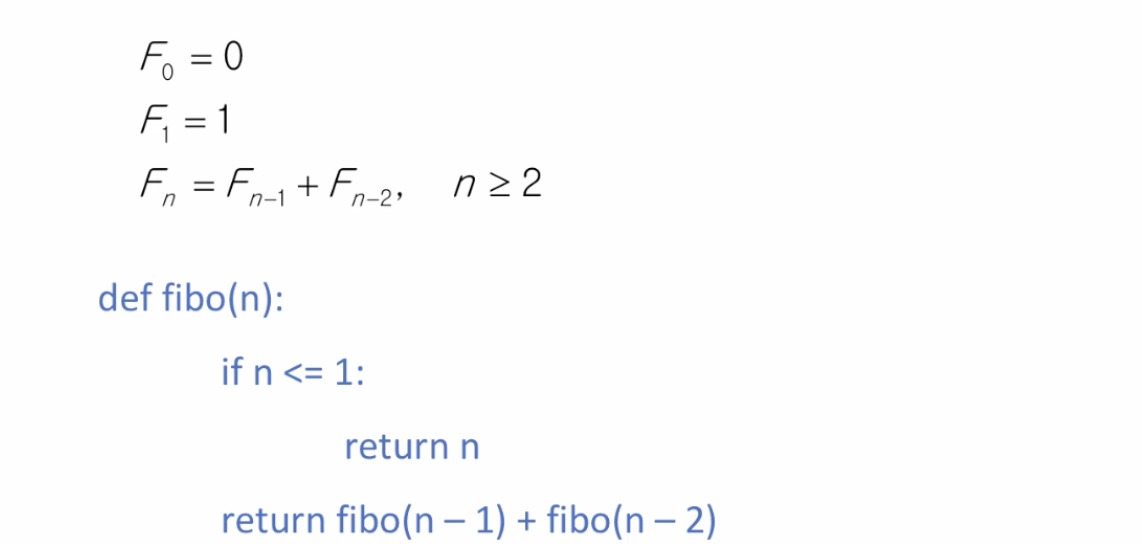 F₀ = 0
F₁ = 1
Fₙ = Fₙ₋₁ + Fₙ₋₂, n ≥ 2
def fibo(n):
if n <= 1:
return n
return fibo(n – 1) + fibo(n – 2)